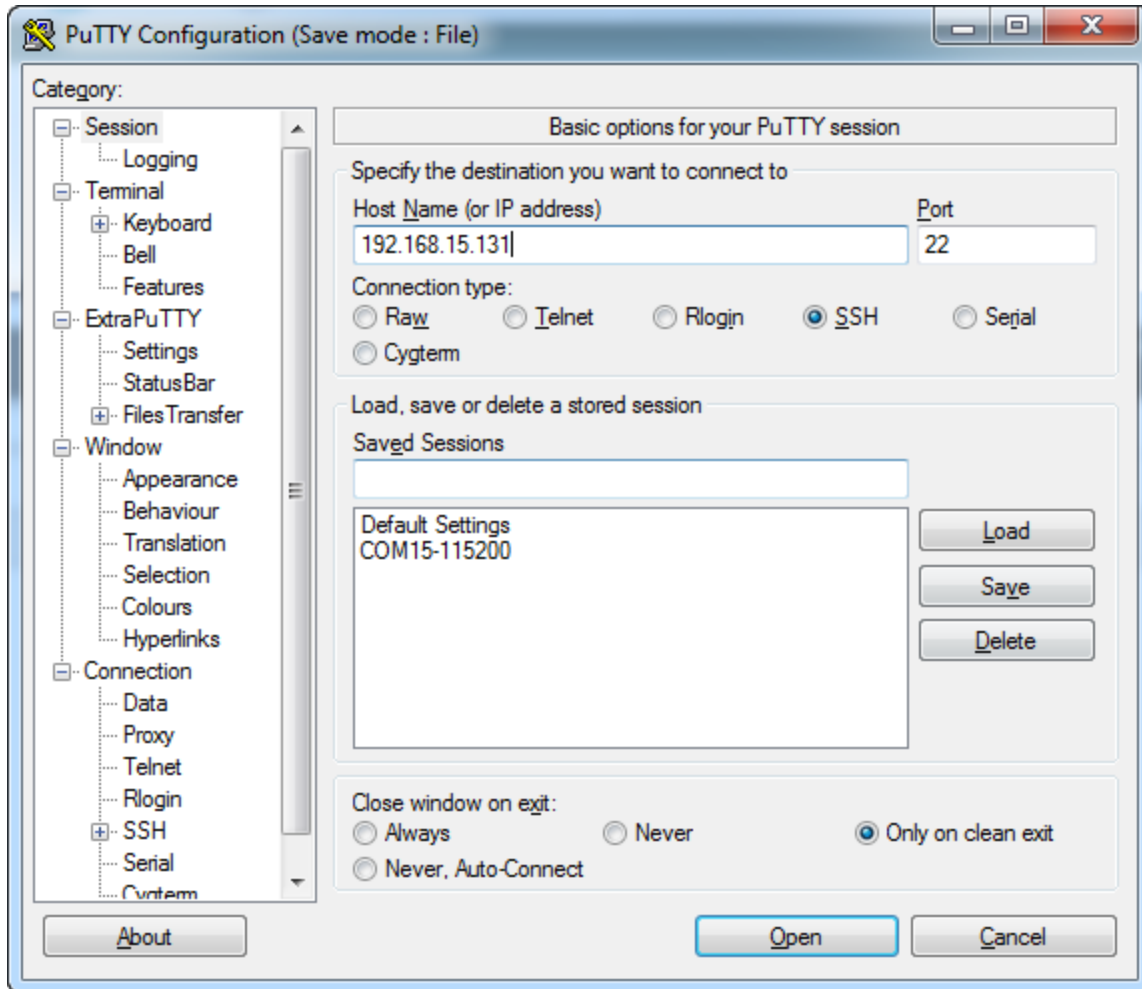 PuTTY Configuration (Save mode : File)
Category:
Session
Logging
Terminal
Keyboard
Bell
Features
ExtraPuTTY
Settings
StatusBar
FilesTransfer
Window
Appearance
Behaviour
Translation
Selection
Colours
Hyperlinks
Connection
Data
Proxy
Telnet
Rlogin
SSH
Serial
Cygterm
Basic options for your PuTTY session
Specify the destination you want to connect to
Host Name (or IP address) Port
192.168.15.131 22
Connection type:
Raw Telnet Rlogin SSH Serial
Cygterm
Load, save or delete a stored session
Saved Sessions
Default Settings
COM15-115200
Load
Save
Delete
Close window on exit:
Always Never Only on clean exit
Never, Auto-Connect
About Open Cancel